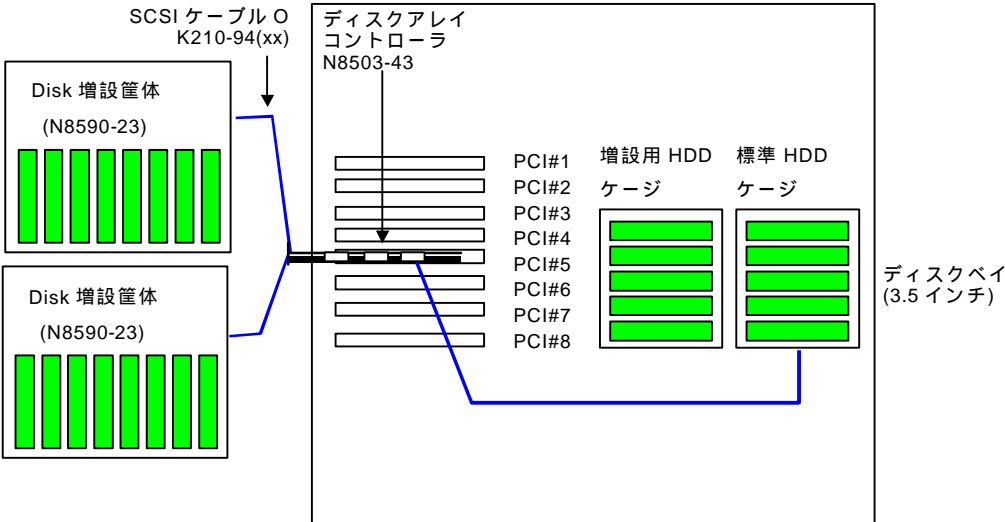 SCSI ケーブル O
K210-94(xx)
ディスクアレイ
コントローラ
N8503-43
Disk 増設筐体
(N8590-23)
PCI#1
PCI#2
PCI#3
PCI#4
PCI#5
PCI#6
PCI#7
PCI#8
増設用 HDD
ケージ
標準 HDD
ケージ
ディスクベイ
(3.5 インチ)
Disk 増設筐体
(N8590-23)